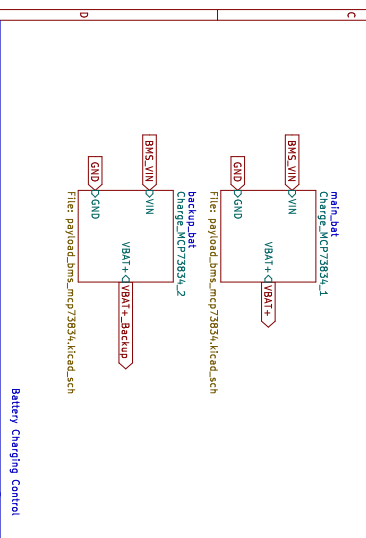 C
D
main_bat
Charge_MCP73834_1
BMS_VIN
VIN
GND
GND
VBAT+
VBAT+
File: payload_bms_mcp73834.kicad_sch
backup_bat
Charge_MCP73834_2
BMS_VIN
VIN
GND
GND
VBAT+
VBAT+_Backup
File: payload_bms_mcp73834.kicad_sch
Battery Charging Control